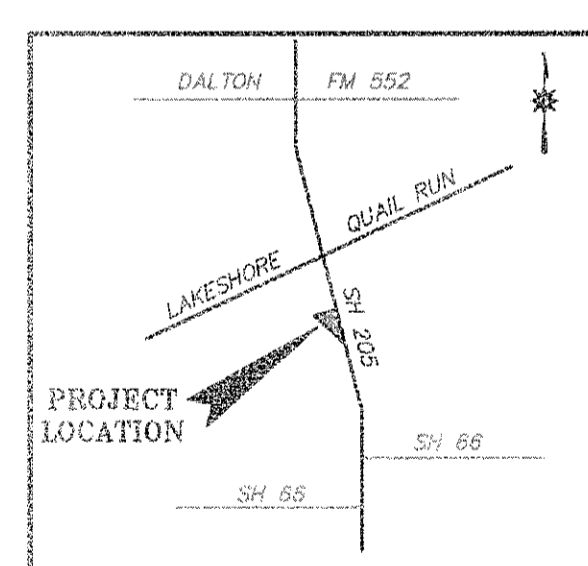 DALTON FM 552
LAKESHORE QUAIL RUN
SH 205
PROJECT
LOCATION
SH 66
SH 66